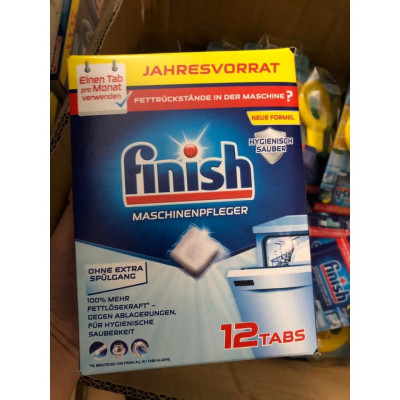 Einen Tab
pro Monat
verwenden
JAHRESVORRAT
FETTRÜCKSTÄNDE IN DER MASCHINE?
NEUE FORMEL
HYGIENISCH
SAUBER
finish
MASCHINENPFLEGER
OHNE EXTRA
SPÜLGANG
100% MEHR
FETTLÖSEKRAFT*
GEGEN ABLAGERUNGEN,
FÜR HYGIENISCHE
SAUBERKEIT
12 TABS